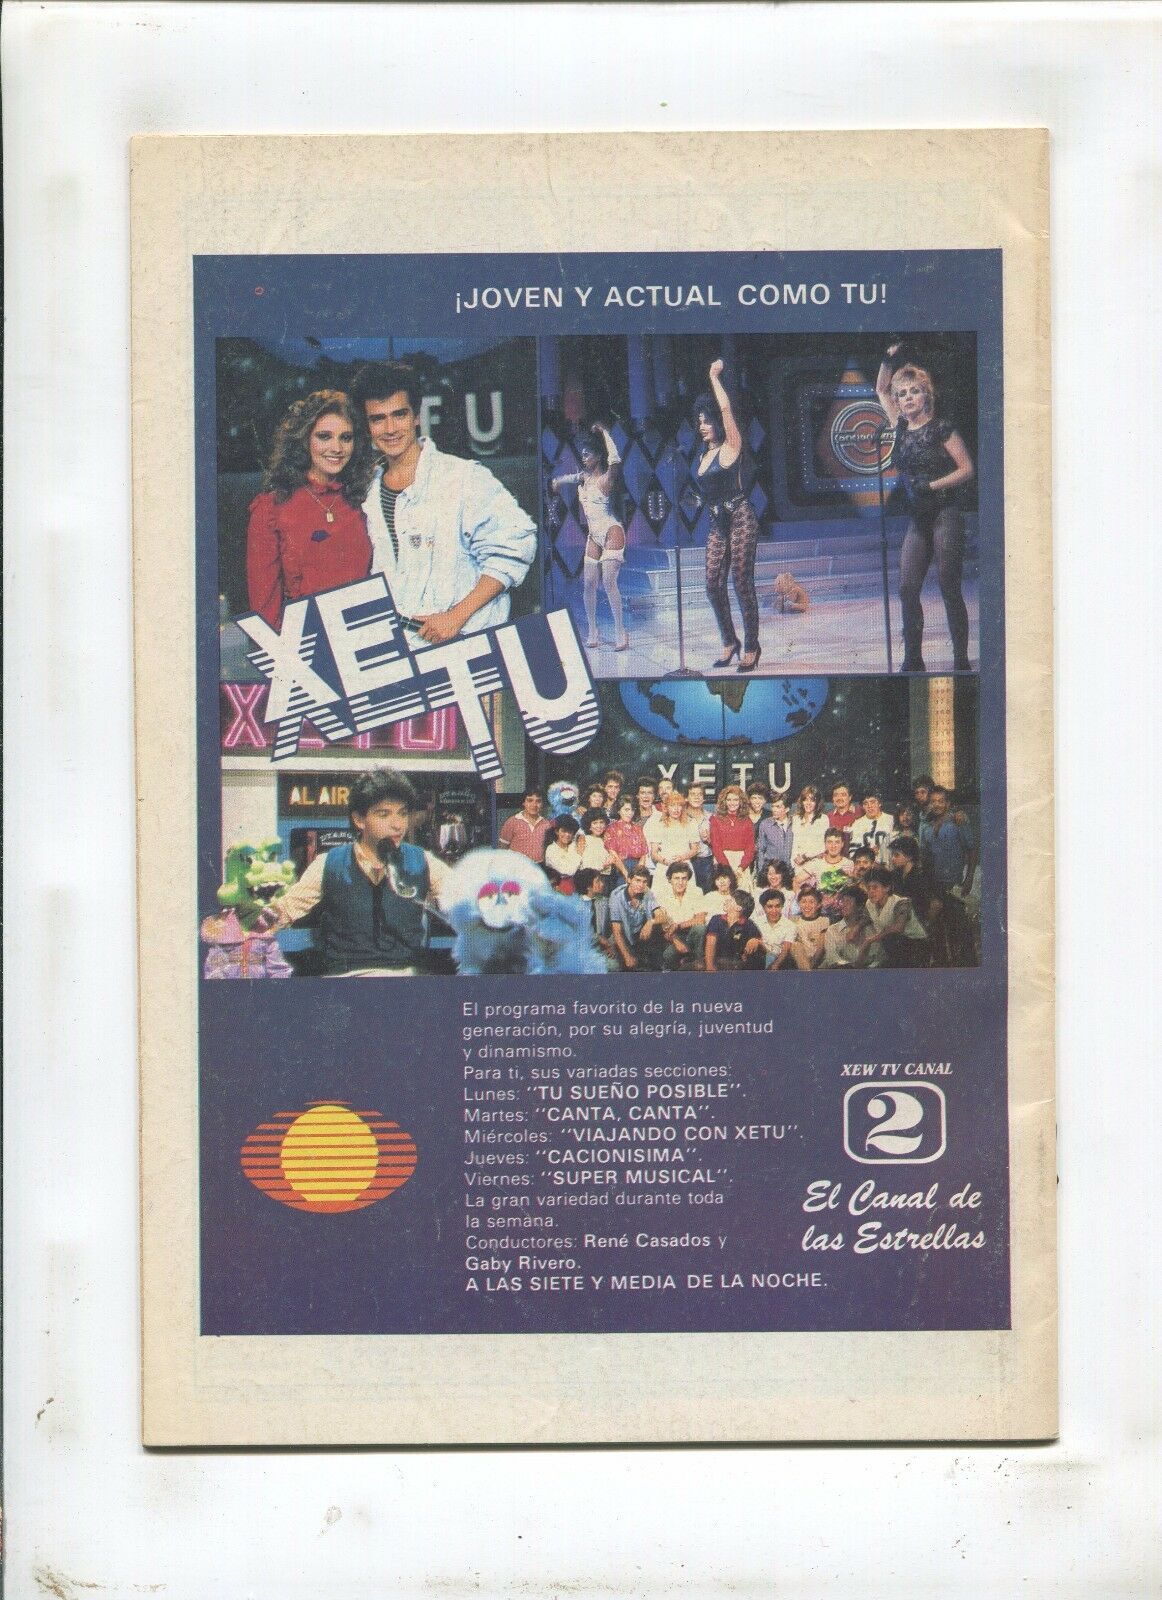 ¡JOVEN Y ACTUAL COMO TU!
ETU
XETU
XETU
AL AIR
XETU
El programa favorito de la nueva
generación, por su alegría, juventud
y dinamismo.
Para ti, sus variadas secciones:
Lunes: "TU SUEÑO POSIBLE".
Martes: "CANTA, CANTA".
Miércoles: "VIAJANDO CON XETU".
Jueves: "CACIONISIMA".
Viernes: "SUPER MUSICAL".
La gran variedad durante toda
la semana.
Conductores: René Casados y
Gaby Rivero.
A LAS SIETE Y MEDIA DE LA NOCHE.
XEW TV CANAL
2
El Canal de
las Estrellas